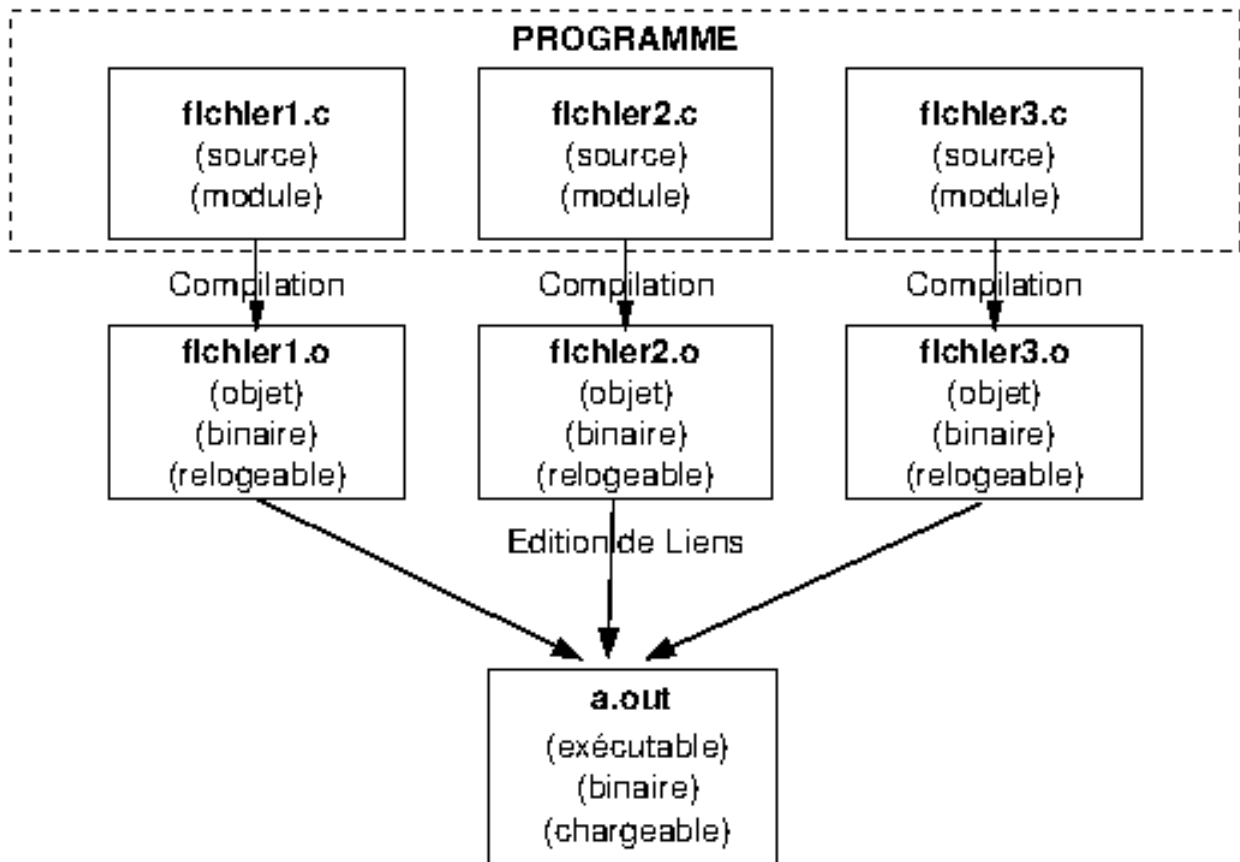 PROGRAMME
fichier1.c
(source)
(module)
fichier2.c
(source)
(module)
fichier3.c
(source)
(module)
Compilation
Compilation
Compilation
fichier1.o
(objet)
(binaire)
(relogeable)
fichier2.o
(objet)
(binaire)
(relogeable)
fichier3.o
(objet)
(binaire)
(relogeable)
Edition de Liens
a.out
(exécutable)
(binaire)
(chargeable)